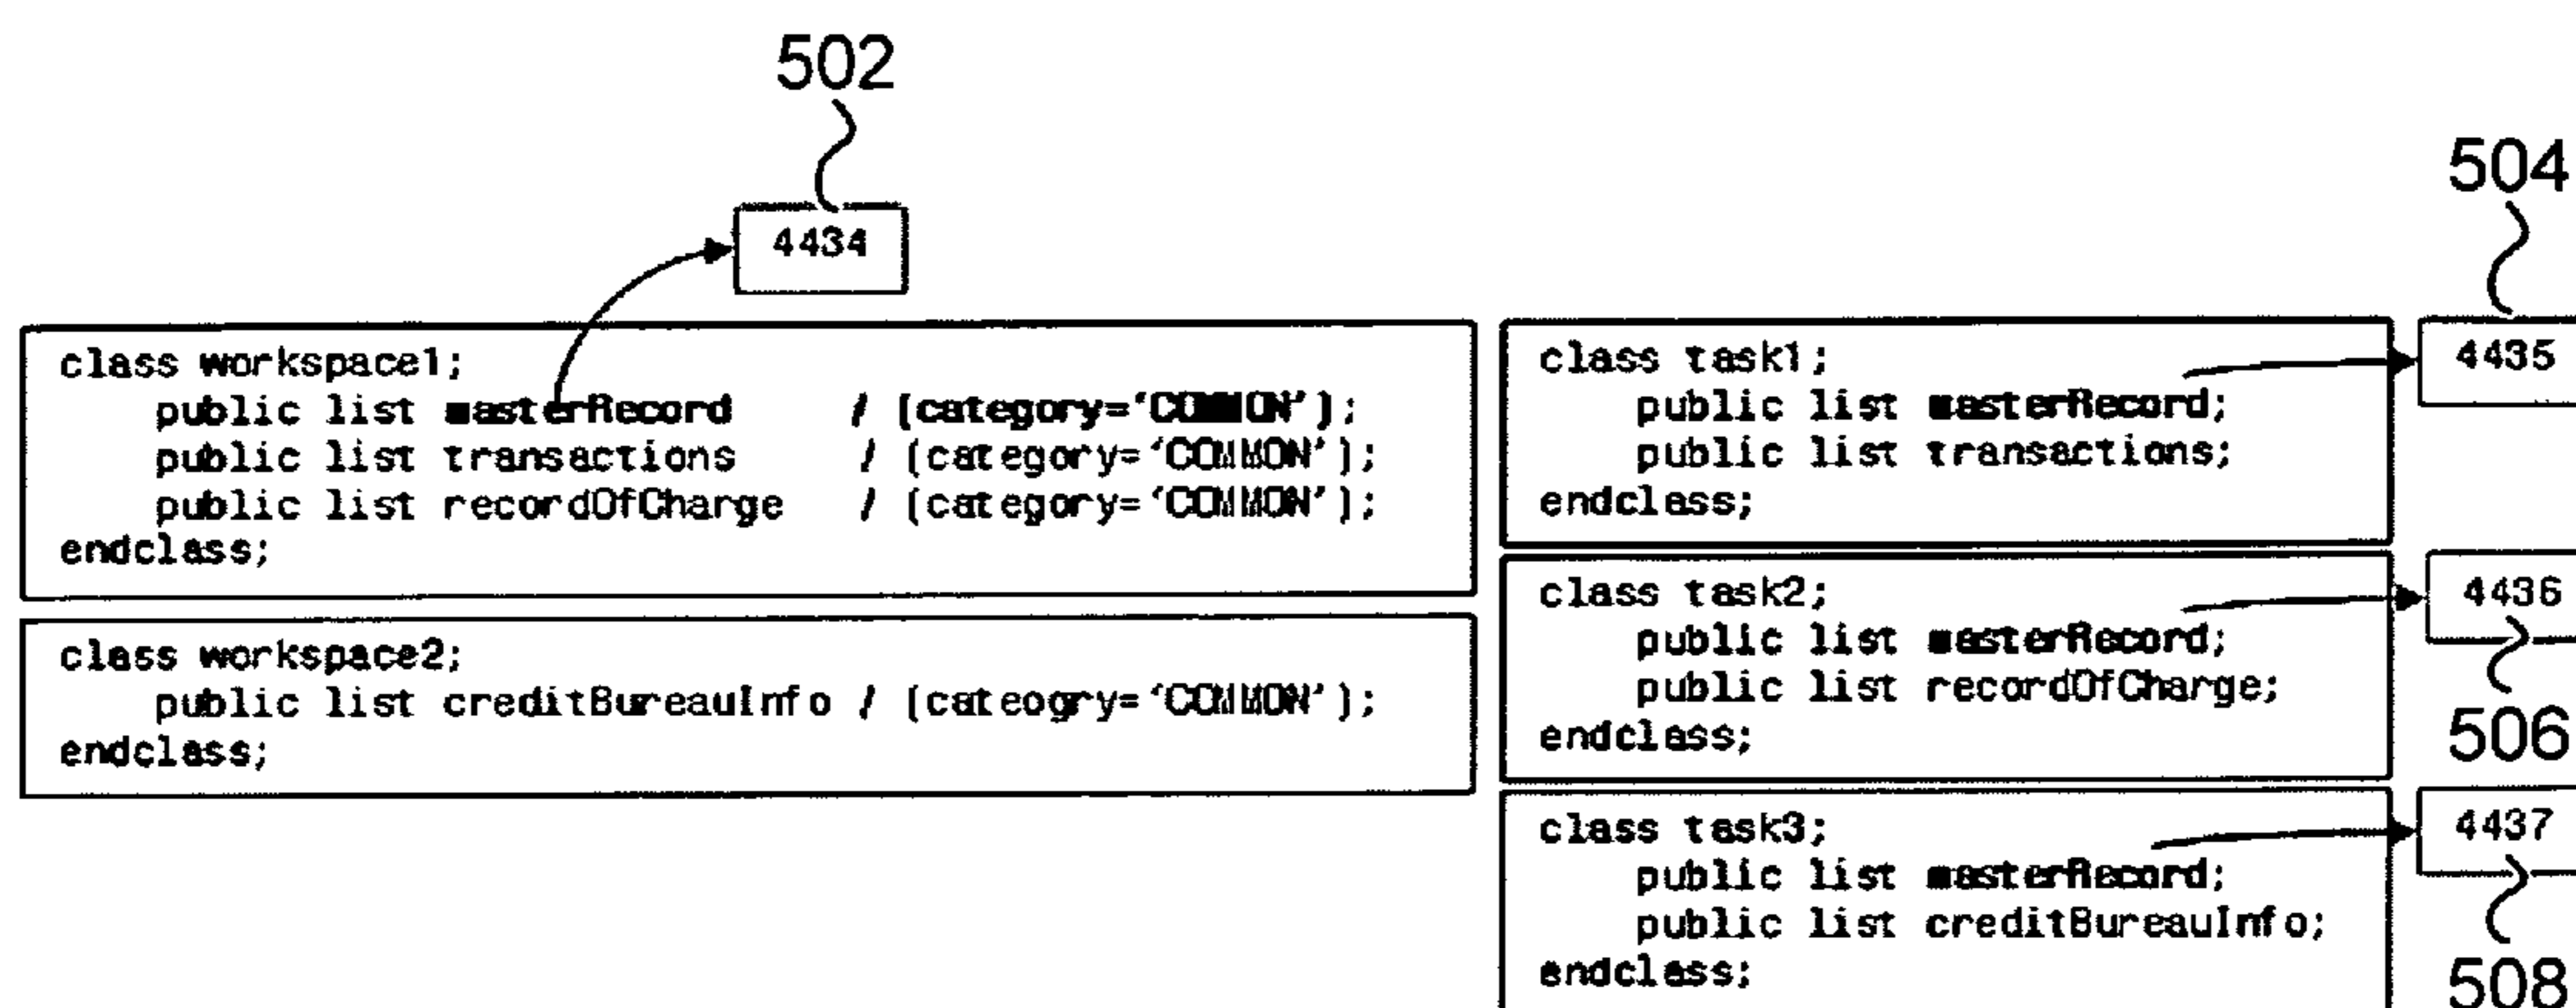 502
4434
class workspace1;
public list masterRecord / (category='COMMON');
public list transactions / (category='COMMON');
public list recordOfCharge / (category='COMMON');
endclass;
class workspace2;
public list creditBureauInfo / (cateogry='COMMON');
endclass;
504
4435
class task1;
public list masterRecord;
public list transactions;
endclass;
4436
class task2;
public list masterRecord;
public list recordOfCharge;
endclass;
506
4437
class task3;
public list masterRecord;
public list creditBureauInfo;
endclass;
508